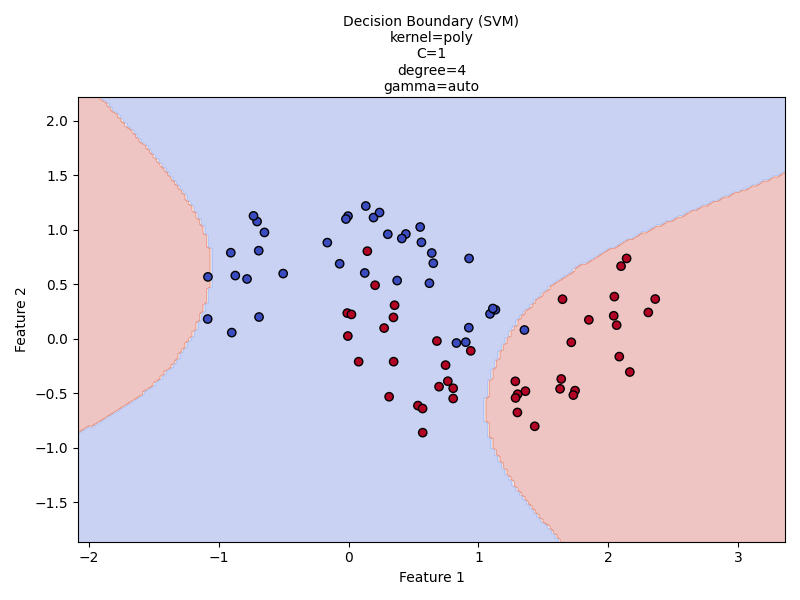 Decision Boundary (SVM)
kernel=poly
C=1
degree=4
gamma=auto
2.0
1.5
1.0
0.5
0.0
−0.5
−1.0
−1.5
Feature 2
−2
−1
0
1
2
3
Feature 1